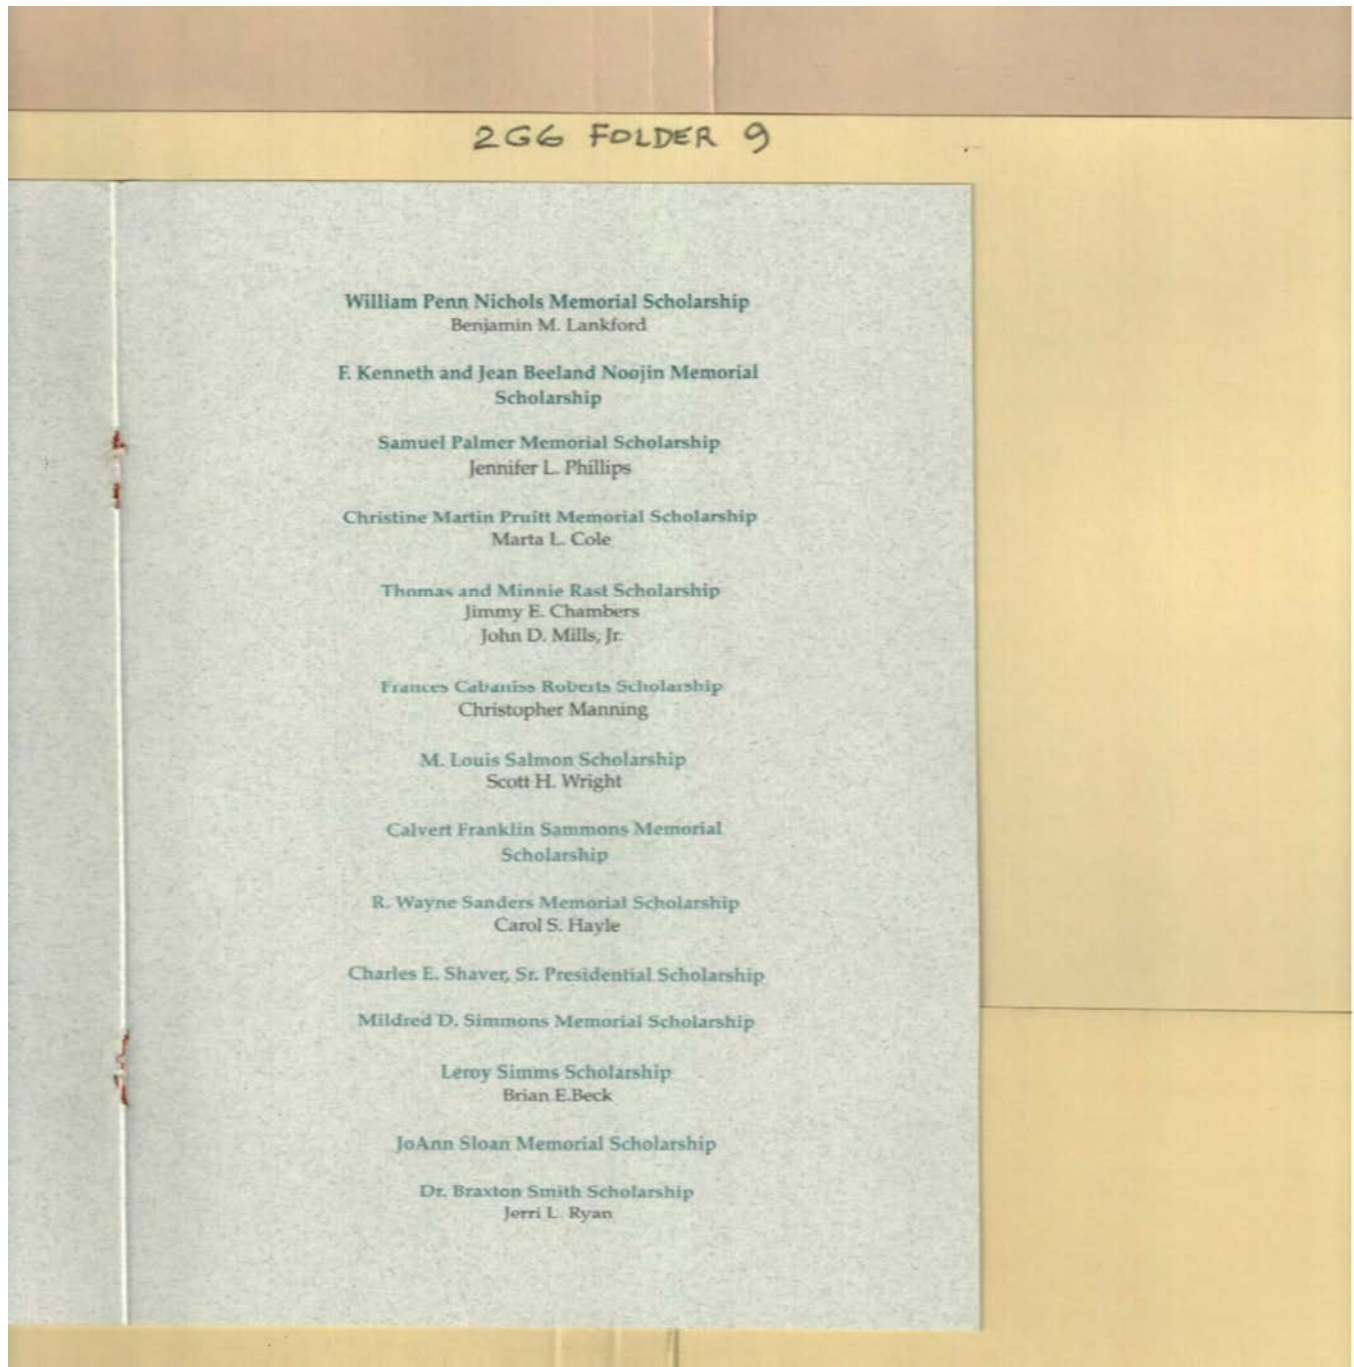 2G6 FOLDER 9
William Penn Nichols Memorial Scholarship
Benjamin M. Lankford
F. Kenneth and Jean Beeland Noojin Memorial
Scholarship
Samuel Palmer Memorial Scholarship
Jennifer L. Phillips
Christine Martin Pruitt Memorial Scholarship
Marta L. Cole
Thomas and Minnie Rast Scholarship
Jimmy E. Chambers
John D. Mills, Jr.
Frances Cabaniss Roberts Scholarship
Christopher Manning
M. Louis Salmon Scholarship
Scott H. Wright
Calvert Franklin Sammons Memorial
Scholarship
R. Wayne Sanders Memorial Scholarship
Carol S. Hayle
Charles E. Shaver, Sr. Presidential Scholarship
Mildred D. Simmons Memorial Scholarship
Leroy Simms Scholarship
Brian E.Beck
JoAnn Sloan Memorial Scholarship
Dr. Braxton Smith Scholarship
Jerri L. Ryan